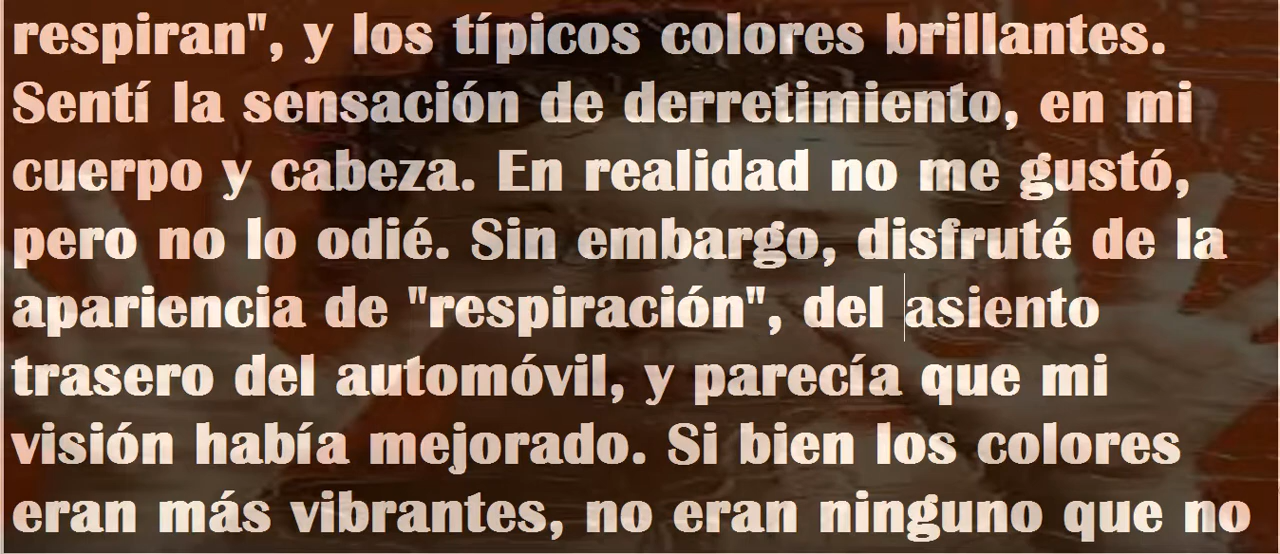 respiran", y los típicos colores brillantes.
Sentí la sensación de derretimiento, en mi
cuerpo y cabeza. En realidad no me gustó,
pero no lo odié. Sin embargo, disfruté de la
apariencia de "respiración", del asiento
trasero del automóvil, y parecía que mi
visión había mejorado. Si bien los colores
eran más vibrantes, no eran ninguno que no